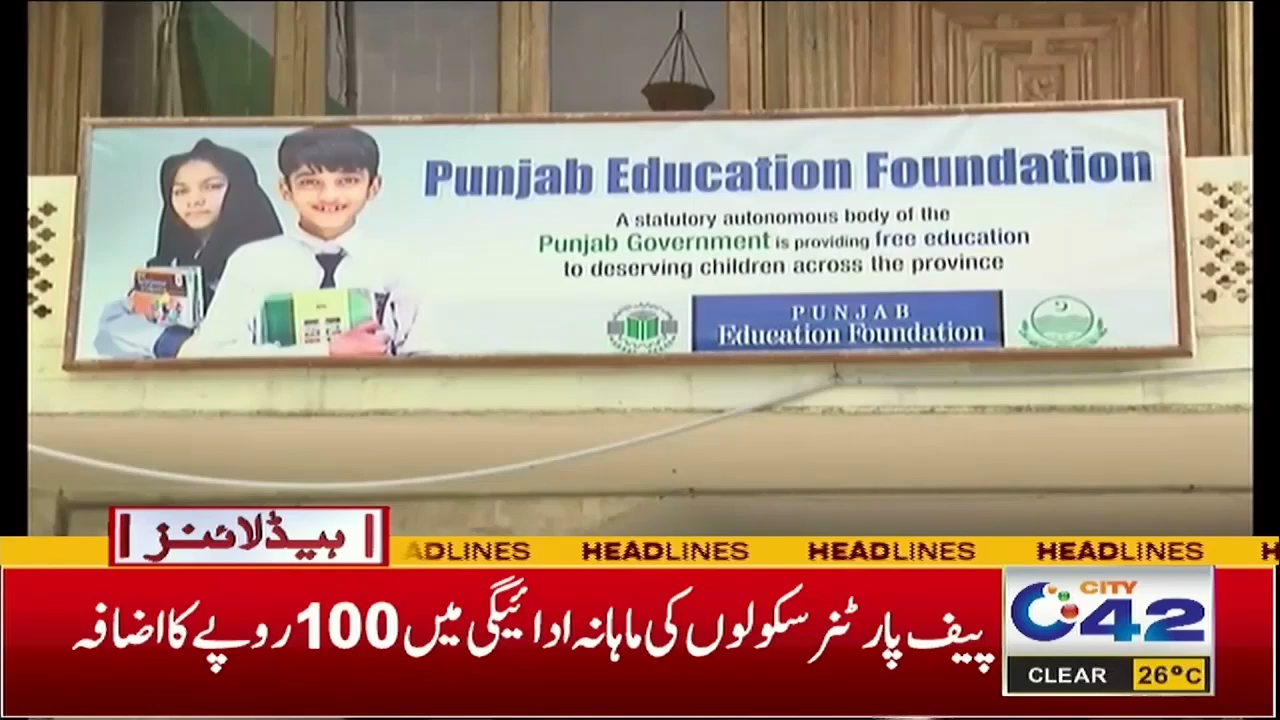 Punjab Education Foundation
A statutory autonomous body of the
Punjab Government is providing free education
to deserving children across the province
PUNJAB
Education Foundation
ہیڈلائنز
ADLINES HEADLINES HEADLINES HEADLINES H
پیف پارٹنر سکولوں کی ماہانہ ادائیگی میں 100 روپے کا اضافہ
CITY
42
CLEAR 26°C